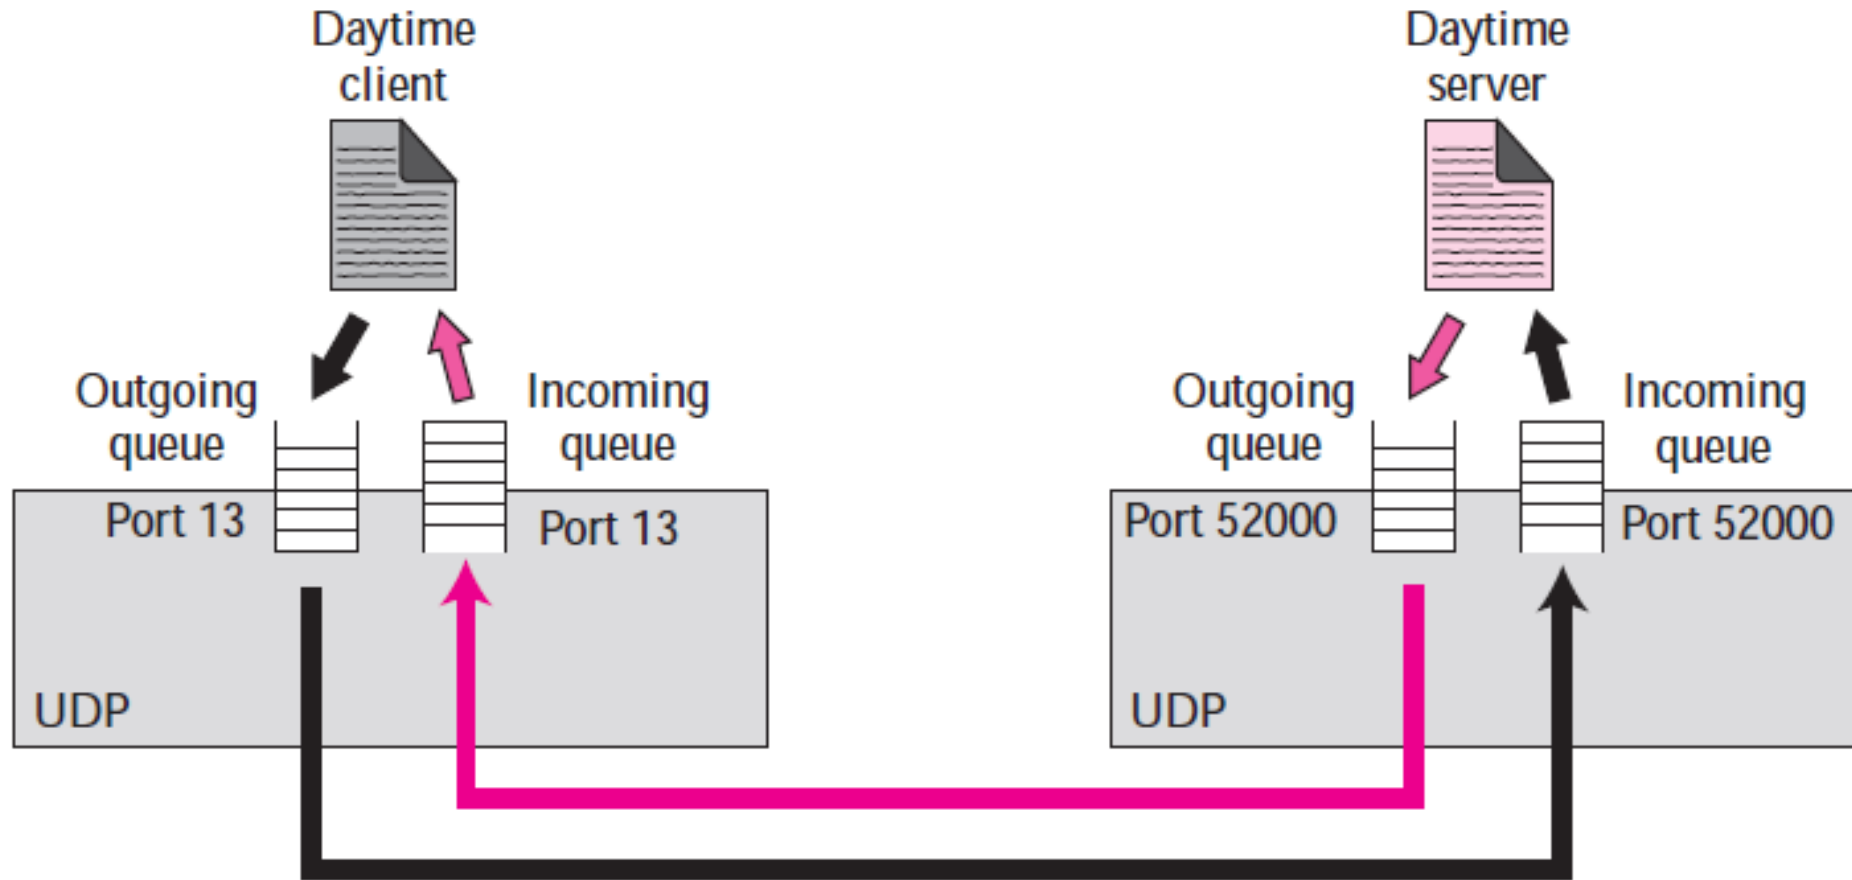 Daytime
client
Daytime
server
Outgoing
queue
Incoming
queue
Outgoing
queue
Incoming
queue
Port 13
Port 13
Port 52000
Port 52000
UDP
UDP